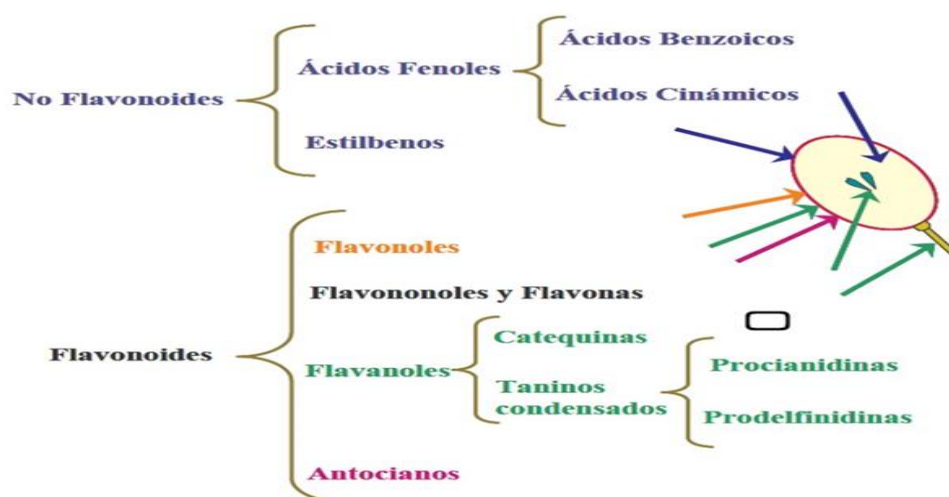 No Flavonoides
Ácidos Fenoles
Ácidos Benzoicos
Ácidos Cinámicos
Estilbenos
Flavonoides
Flavonoles
Flavononoles y Flavonas
Flavanoles
Catequinas
Taninos
condensados
Procianidinas
Prodelfinidinas
Antocianos